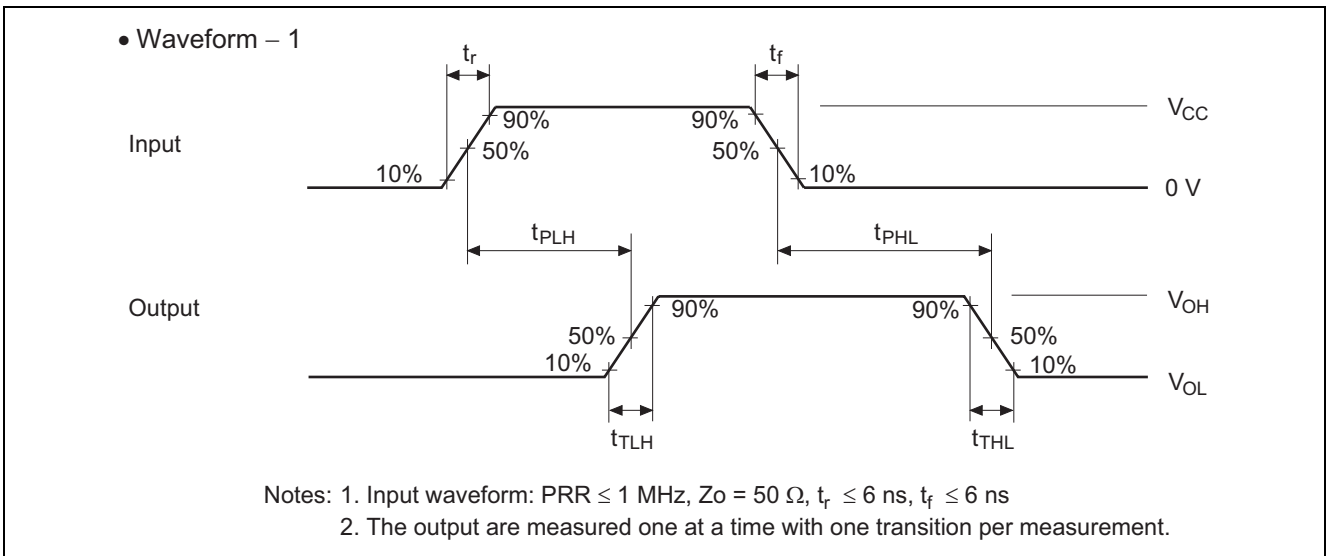 • Waveform – 1
tr
tf
90%
90%
VCC
Input
50%
50%
10%
10%
0 V
tPLH
tPHL
Output
90%
90%
VOH
50%
50%
10%
10%
VOL
tTLH
tTHL
Notes: 1. Input waveform: PRR ≤ 1 MHz, Zo = 50 Ω, tr ≤ 6 ns, tf ≤ 6 ns
2. The output are measured one at a time with one transition per measurement.